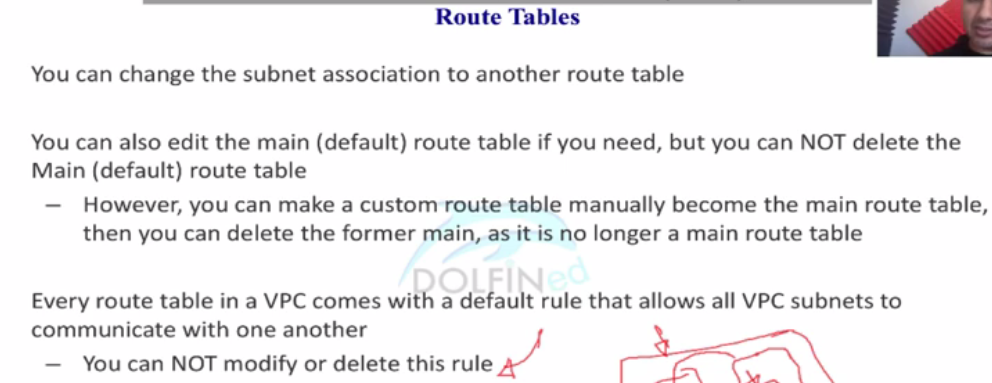 Route Tables
You can change the subnet association to another route table
You can also edit the main (default) route table if you need, but you can NOT delete the
Main (default) route table
– However, you can make a custom route table manually become the main route table,
then you can delete the former main, as it is no longer a main route table
DOLFINed
Every route table in a VPC comes with a default rule that allows all VPC subnets to
communicate with one another
– You can NOT modify or delete this rule